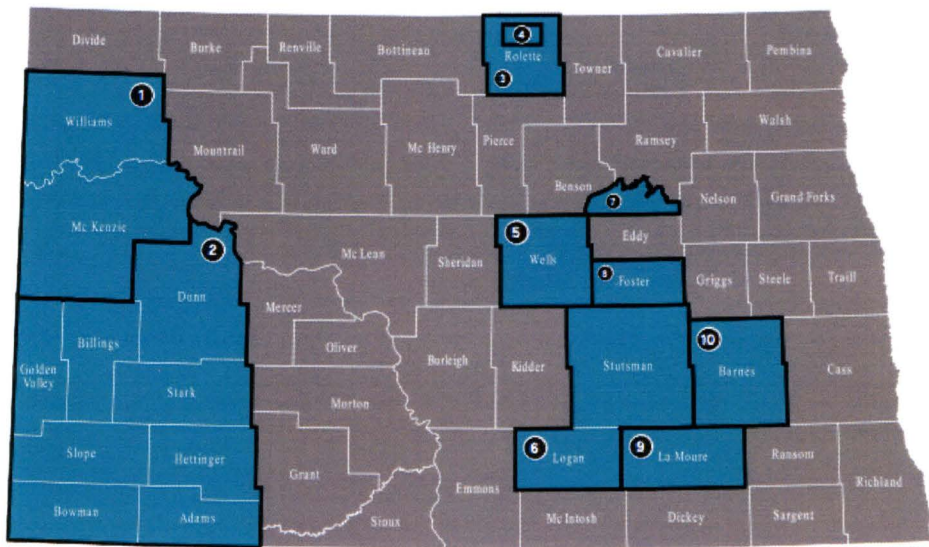 Divide
Burke
Renville
Bottineau
4
Rolette
3
Towner
Cavalier
Pembina
1
Williams
Mountrail
Ward
Mc Henry
Pierce
Ramsey
Walsh
Benson
7
Nelson
Grand Forks
Mc Kenzie
2
Dunn
Mc Lean
Sheridan
5
Wells
Eddy
Foster
Griggs
Steele
Traill
Mercer
Oliver
Golden
Valley
Billings
Stark
Burleigh
Kidder
Stutsman
10
Barnes
Cass
Morton
Slope
Hettinger
Grant
Emmons
6
Logan
9
La Moure
Ransom
Richland
Bowman
Adams
Sioux
Mc Intosh
Dickey
Sargent